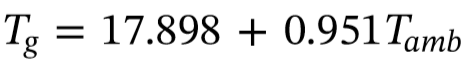 T_g = 17.898 + 0.951T_amb